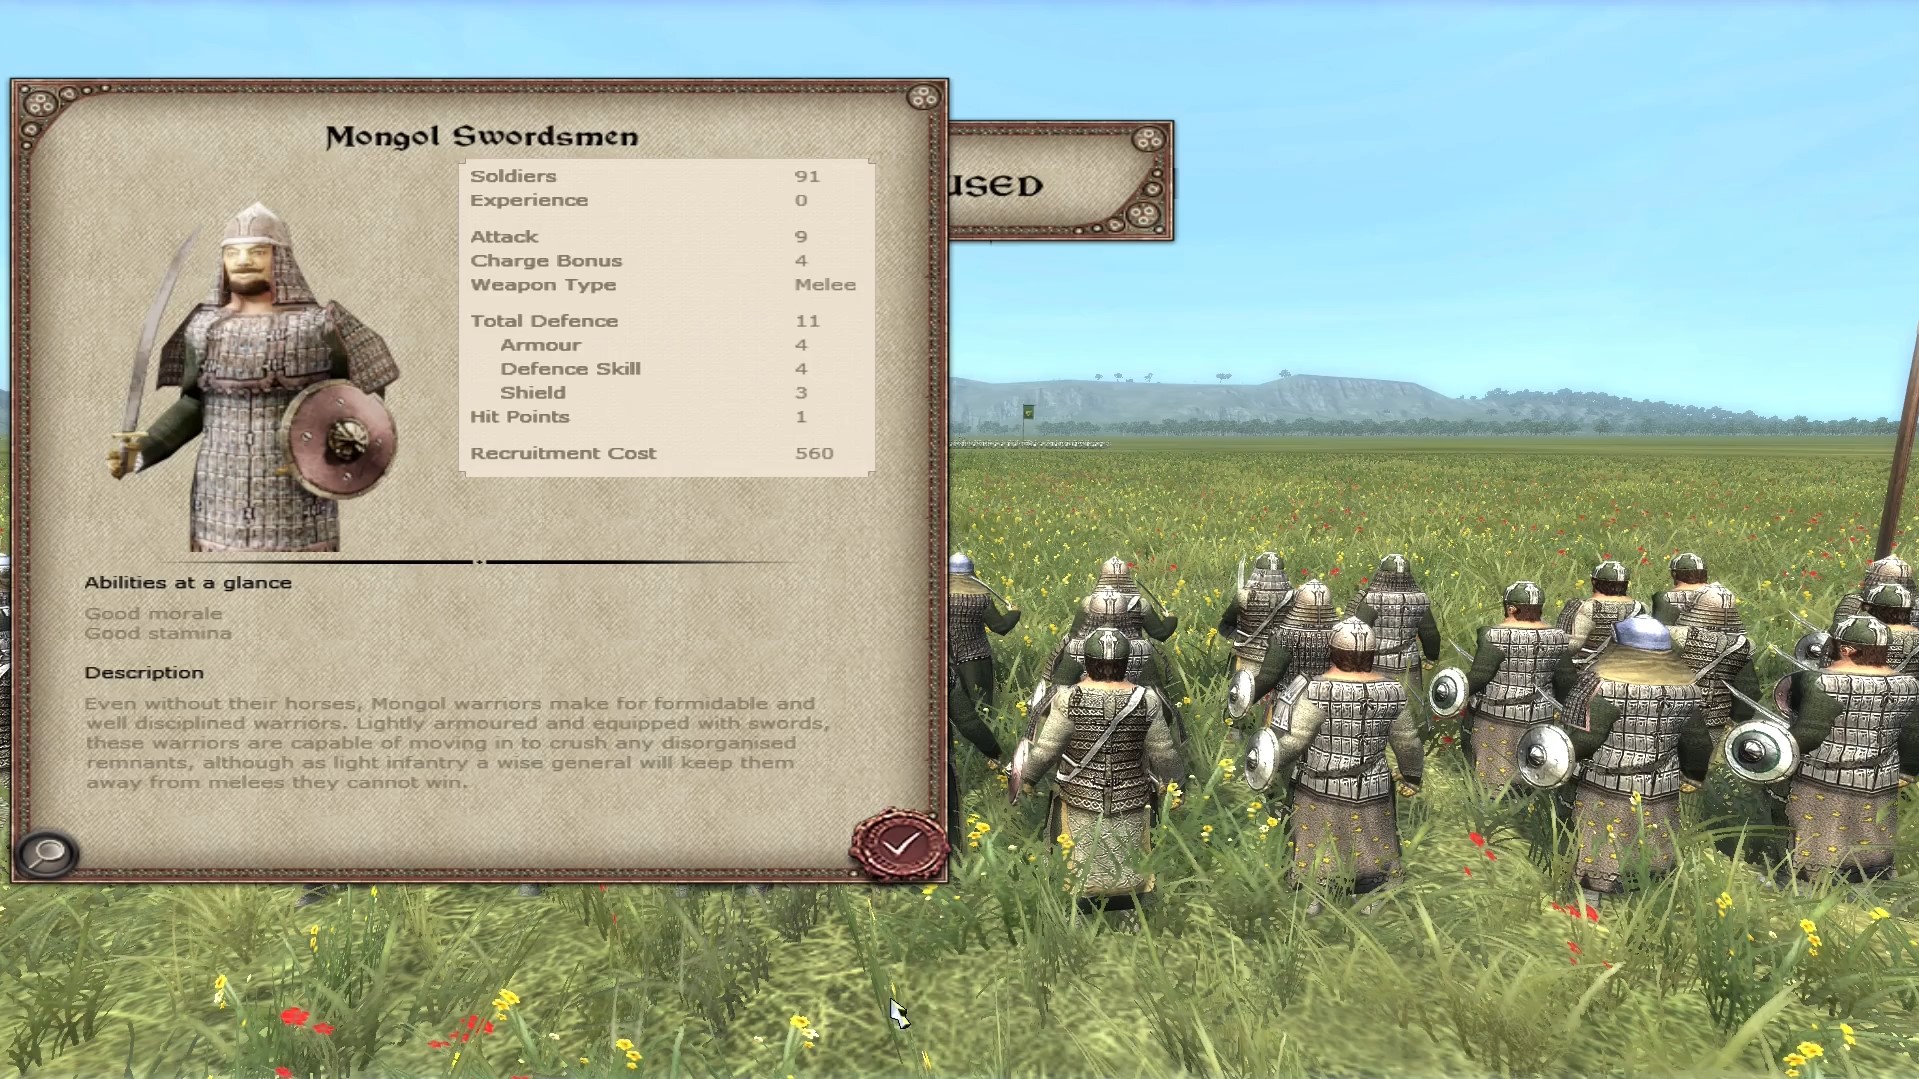 Mongol Swordsmen
Soldiers 91
Experience 0
Attack 9
Charge Bonus 4
Weapon Type Melee
Total Defence 11
Armour 4
Defence Skill 4
Shield 3
Hit Points 1
Recruitment Cost 560
USED
Abilities at a glance
Good morale
Good stamina
Description
Even without their horses, Mongol warriors make for formidable and
well disciplined warriors. Lightly armoured and equipped with swords,
these warriors are capable of moving in to crush any disorganised
remnants, although as light infantry a wise general will keep them
away from melees they cannot win.